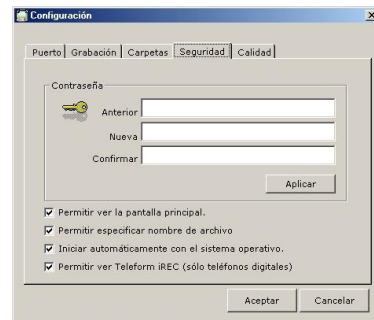 Configuración
Puerto Grabación Carpetas Seguridad Calidad
Contraseña
Anterior
Nueva
Confirmar
Aplicar
Permitir ver la pantalla principal.
Permitir especificar nombre de archivo
Iniciar automáticamente con el sistema operativo.
Permitir ver Teleform iREC (sólo teléfonos digitales)
Aceptar Cancelar